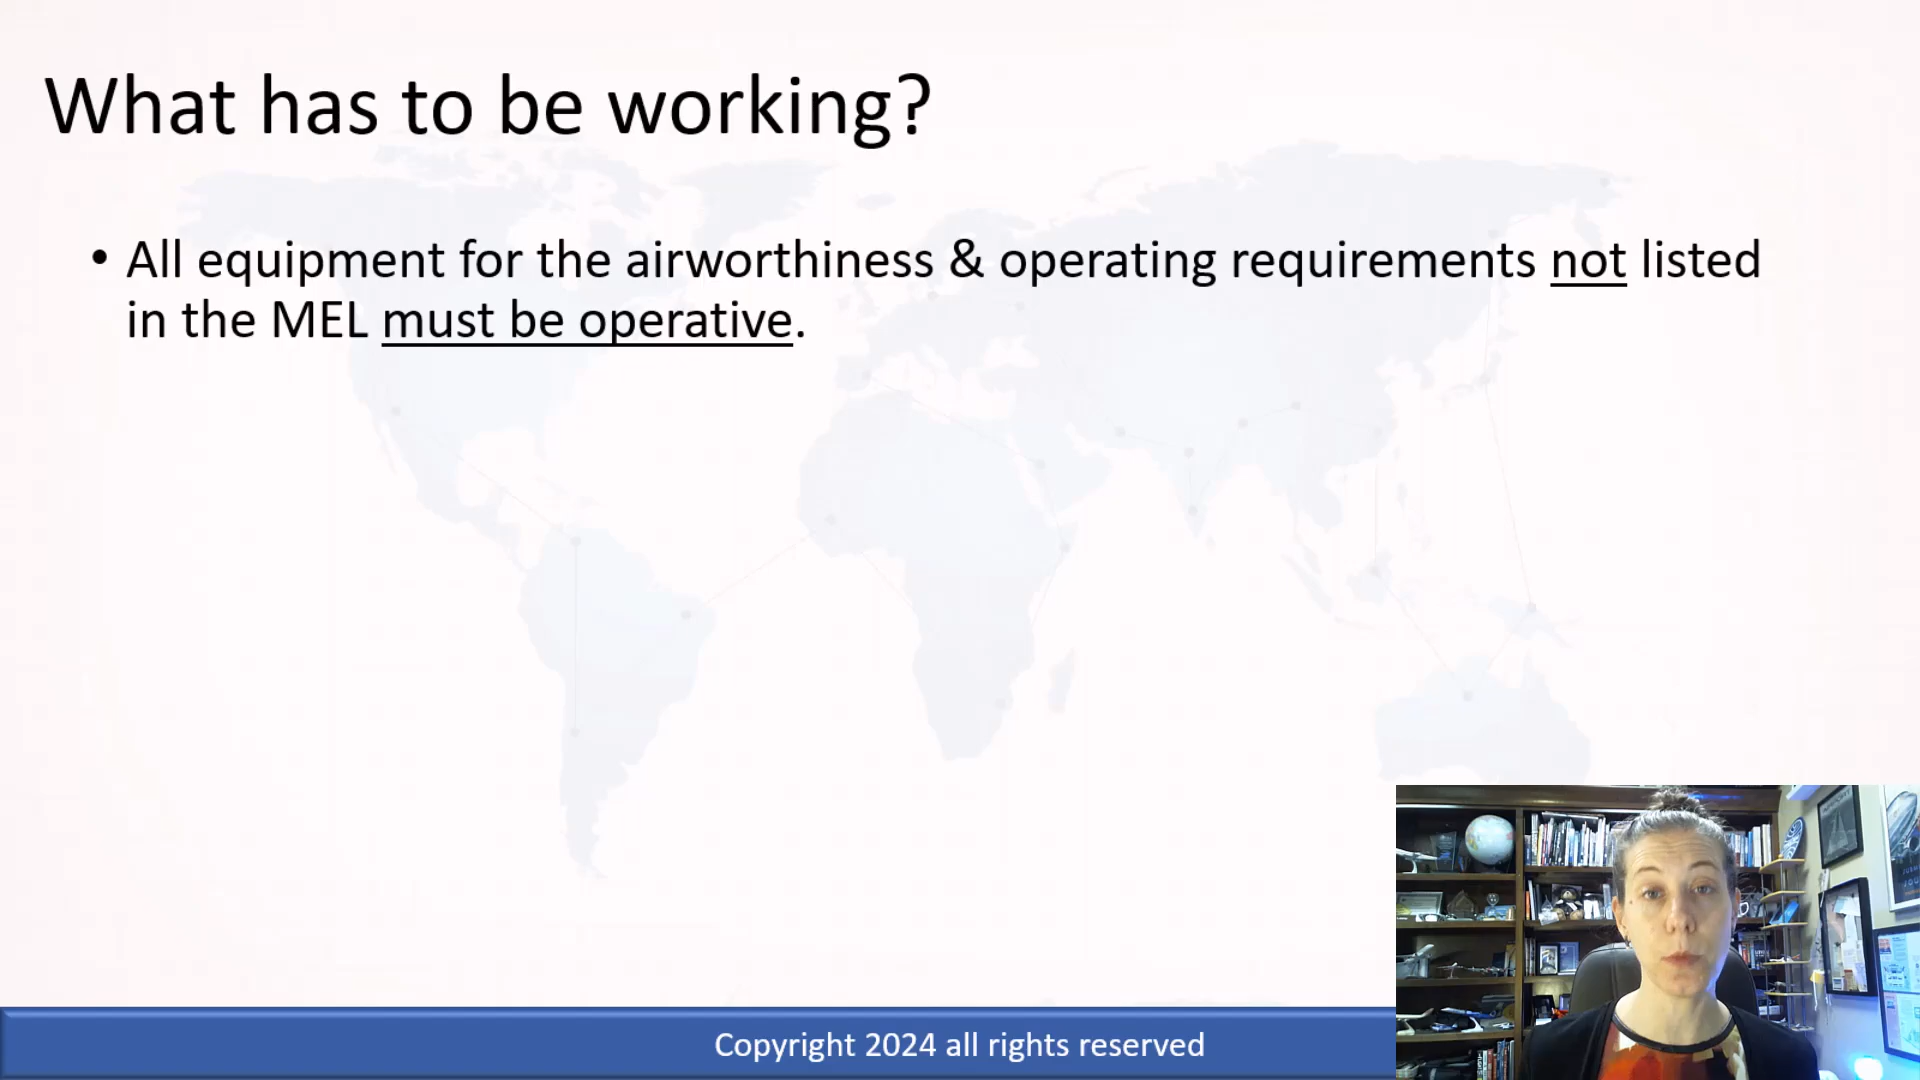 What has to be working?
• All equipment for the airworthiness & operating requirements not listed
in the MEL must be operative.
Copyright 2024 all rights reserved